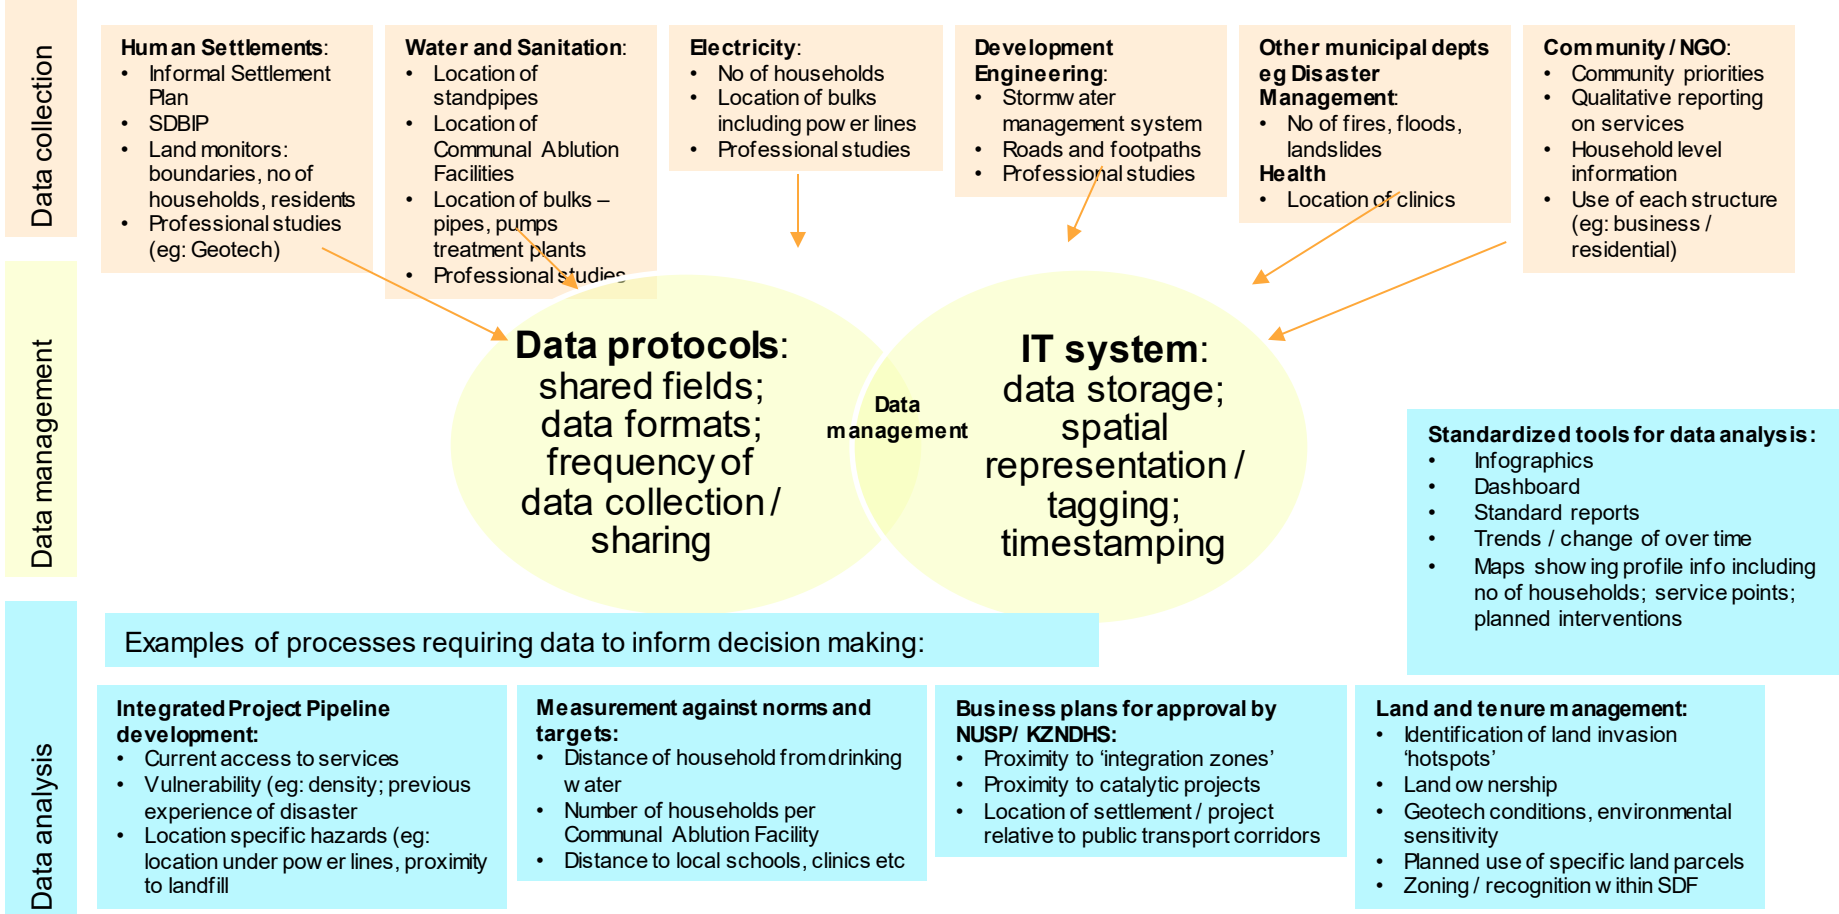 Data collection
Human Settlements:
• Informal Settlement
Plan
• SDBIP
• Land monitors:
boundaries, no of
households, residents
• Professional studies
(eg: Geotech)
Water and Sanitation:
• Location of
standpipes
• Location of
Communal Ablution
Facilities
• Location of bulks –
pipes, pumps
treatment plants
• Professional studies
Electricity:
• No of households
• Location of bulks
including power lines
• Professional studies
Development
Engineering:
• Stormwater
management system
• Roads and footpaths
• Professional studies
Other municipal depts
eg Disaster
Management:
• No of fires, floods,
landslides
Health
• Location of clinics
Community / NGO:
• Community priorities
• Qualitative reporting
on services
• Household level
information
• Use of each structure
(eg: business /
residential)
Data management
Data protocols:
shared fields;
data formats;
frequency of
data collection /
sharing
Data
management
IT system:
data storage;
spatial
representation /
tagging;
timestamping
Standardized tools for data analysis:
• Infographics
• Dashboard
• Standard reports
• Trends / change of over time
• Maps showing profile info including
no of households; service points;
planned interventions
Data analysis
Examples of processes requiring data to inform decision making:
Integrated Project Pipeline
development:
• Current access to services
• Vulnerability (eg: density; previous
experience of disaster
• Location specific hazards (eg:
location under power lines, proximity
to landfill
Measurement against norms and
targets:
• Distance of household from drinking
water
• Number of households per
Communal Ablution Facility
• Distance to local schools, clinics etc
Business plans for approval by
NUSP/ KZNDHS:
• Proximity to ‘integration zones’
• Proximity to catalytic projects
• Location of settlement / project
relative to public transport corridors
Land and tenure management:
• Identification of land invasion
‘hotspots’
• Land ownership
• Geotech conditions, environmental
sensitivity
• Planned use of specific land parcels
• Zoning / recognition within SDF